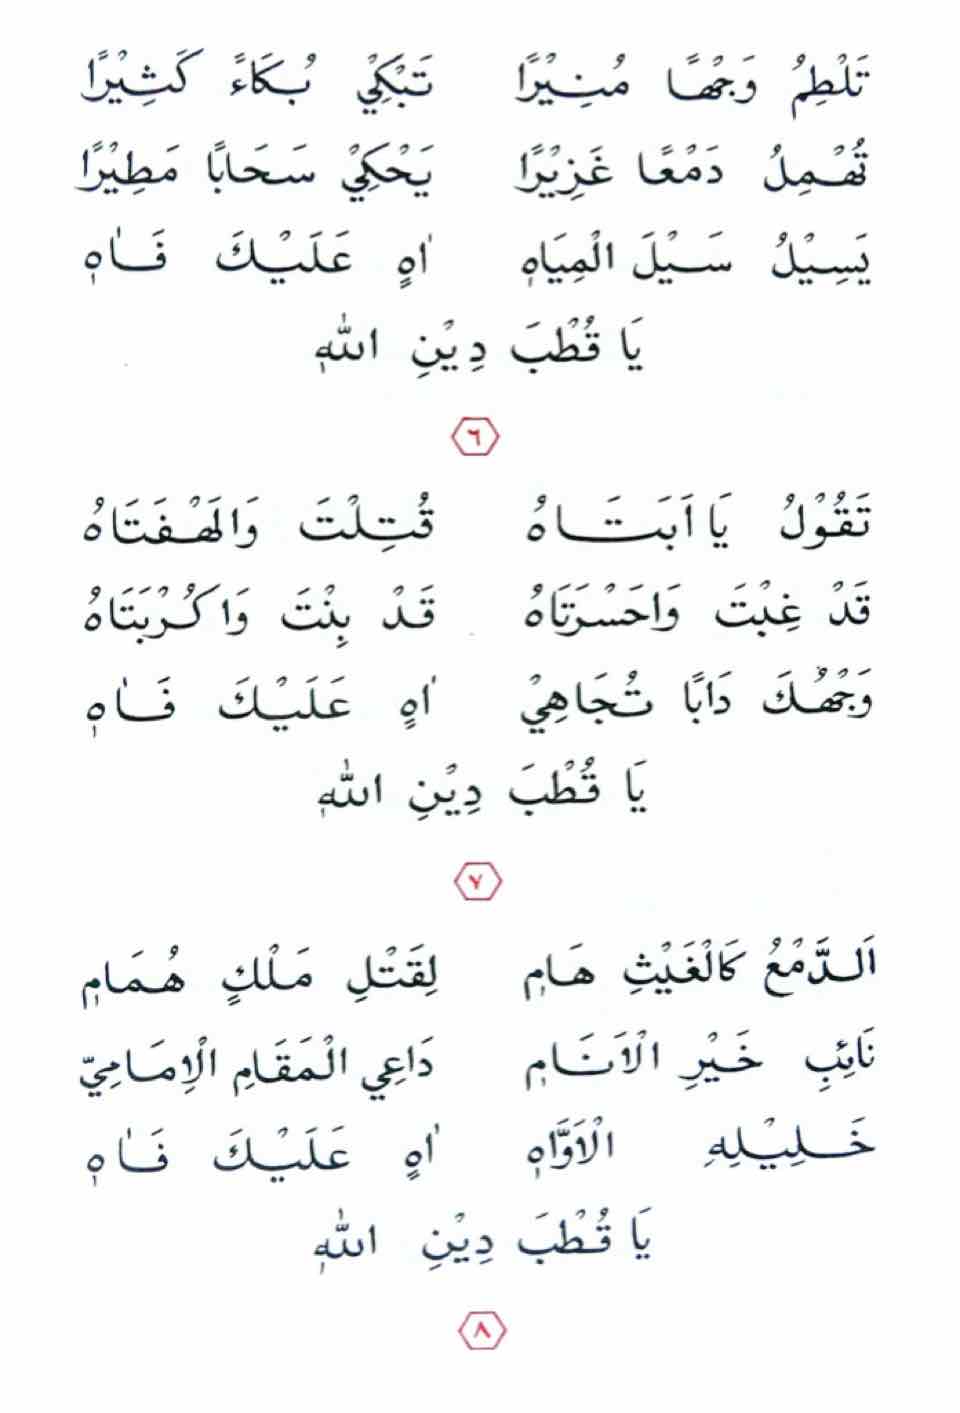 تَلْطِمُ وَجْهًا مُنِيْرًا تَبْكِيْ بُكَاءً كَثِيْرًا
تُهْمِلُ دَمْعًا غَزِيْرًا يَحْكِيْ سَحَابًا مَطِيْرًا
يَسِيْلُ سَيْلَ الْمِيَاهِ اٰهٍ عَلَيْكَ فَاٰهِ
يَا قُطْبَ دِيْنِ اللهِ
٦
تَقُوْلُ يَا اَبَتَاهُ قُتِلْتَ وَالَهْفَتَاهُ
قَدْ غِبْتَ وَاحَسْرَتَاهُ قَدْ بِنْتَ وَاكُرْبَتَاهُ
وَجْهُكَ دَابًا تُجَاهِيْ اٰهٍ عَلَيْكَ فَاٰهِ
يَا قُطْبَ دِيْنِ اللهِ
٧
اَلدَّمْعُ كَالْغَيْثِ هَامِ لِقَتْلِ مَلْكٍ هُمَامِ
نَائِبِ خَيْرِ الْاَنَامِ دَاعِي الْمَقَامِ الْاِمَامِيّ
خَلِيْلِهِ الْاَوَّاهِ اٰهٍ عَلَيْكَ فَاٰهِ
يَا قُطْبَ دِيْنِ اللهِ
٨